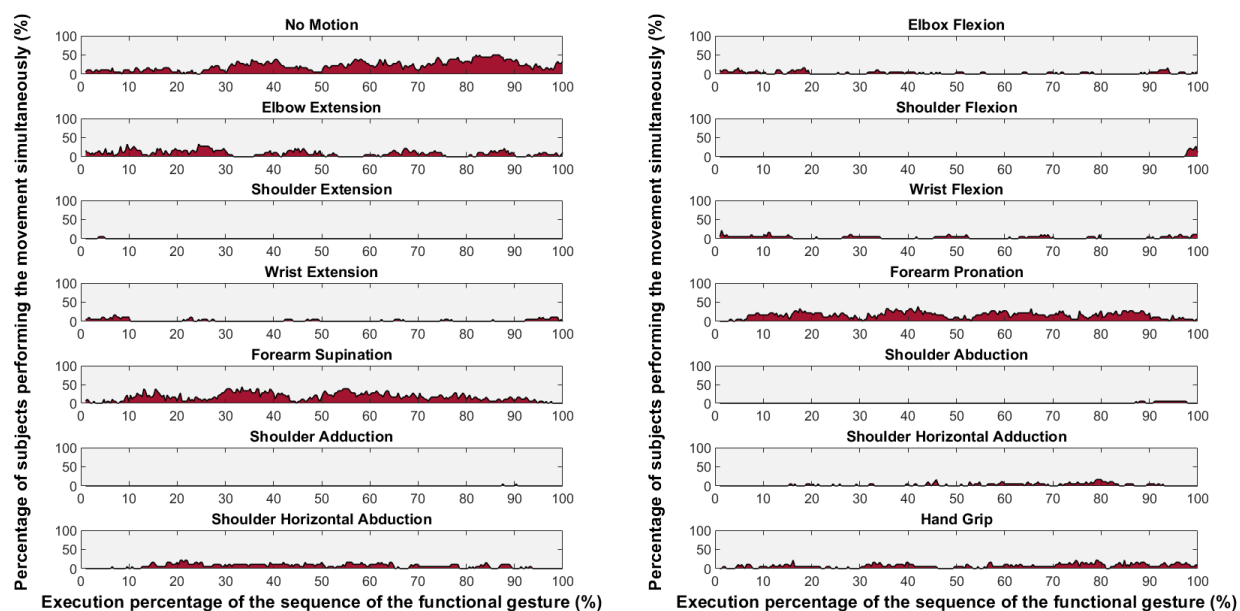 Percentage of subjects performing the movement simultaneously (%)
No Motion
100
50
0
0 10 20 30 40 50 60 70 80 90 100
Elbow Extension
100
50
0
0 10 20 30 40 50 60 70 80 90 100
Shoulder Extension
100
50
0
0 10 20 30 40 50 60 70 80 90 100
Wrist Extension
100
50
0
0 10 20 30 40 50 60 70 80 90 100
Forearm Supination
100
50
0
0 10 20 30 40 50 60 70 80 90 100
Shoulder Adduction
100
50
0
0 10 20 30 40 50 60 70 80 90 100
Shoulder Horizontal Abduction
100
50
0
0 10 20 30 40 50 60 70 80 90 100
Execution percentage of the sequence of the functional gesture (%)
Percentage of subjects performing the movement simultaneously (%)
Elbox Flexion
100
50
0
0 10 20 30 40 50 60 70 80 90 100
Shoulder Flexion
100
50
0
0 10 20 30 40 50 60 70 80 90 100
Wrist Flexion
100
50
0
0 10 20 30 40 50 60 70 80 90 100
Forearm Pronation
100
50
0
0 10 20 30 40 50 60 70 80 90 100
Shoulder Abduction
100
50
0
0 10 20 30 40 50 60 70 80 90 100
Shoulder Horizontal Adduction
100
50
0
0 10 20 30 40 50 60 70 80 90 100
Hand Grip
100
50
0
0 10 20 30 40 50 60 70 80 90 100
Execution percentage of the sequence of the functional gesture (%)